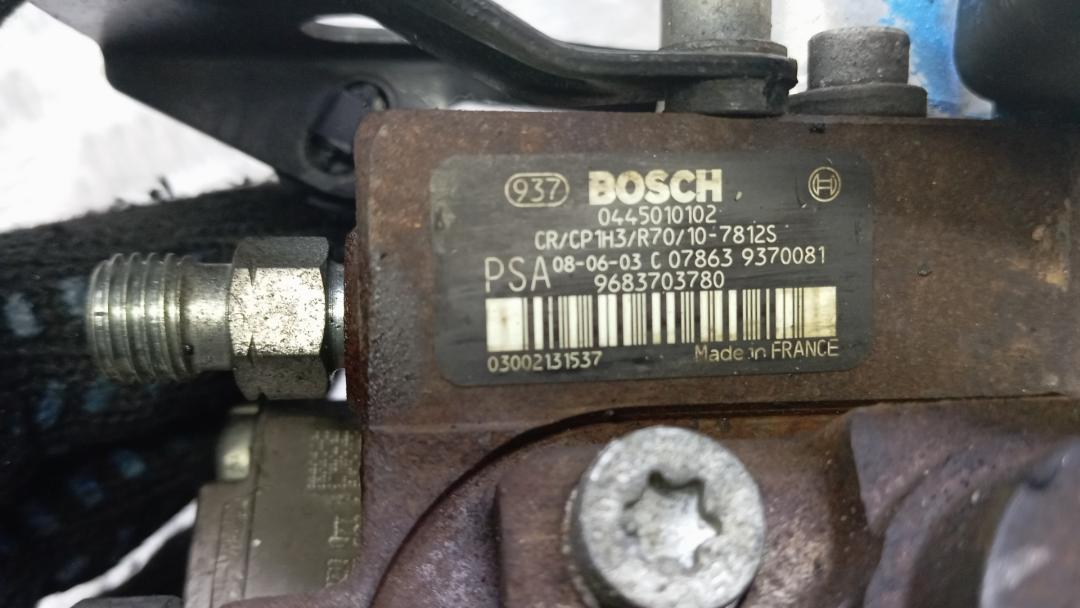 937 BOSCH
0445010102
CR/CP1H3/R70/10-7812S
PSA 08-06-03 C 07863 9370081
9683703780
03002131537 Made in FRANCE